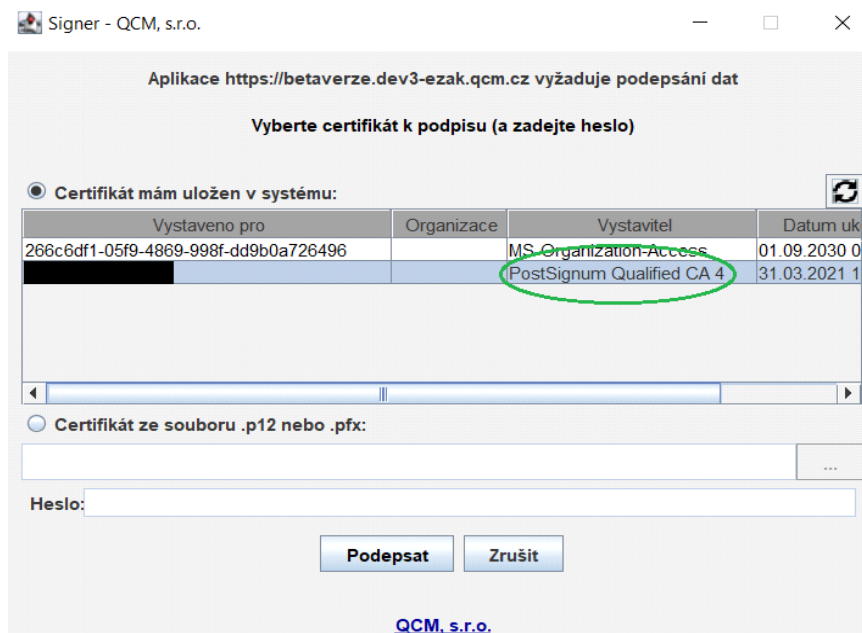 Signer - QCM, s.r.o.
Aplikace https://betaverze.dev3-ezak.qcm.cz vyžaduje podepsání dat
Vyberte certifikát k podpisu (a zadejte heslo)
Certifikát mám uložen v systému:
Vystaveno pro Organizace Vystavitel Datum uk
266c6df1-05f9-4869-998f-dd9b0a726496 MS-Organization-Access 01.09.2030 0
PostSignum Qualified CA 4 31.03.2021 1
Certifikát ze souboru .p12 nebo .pfx:
...
Heslo:
Podepsat Zrušit
QCM, s.r.o.